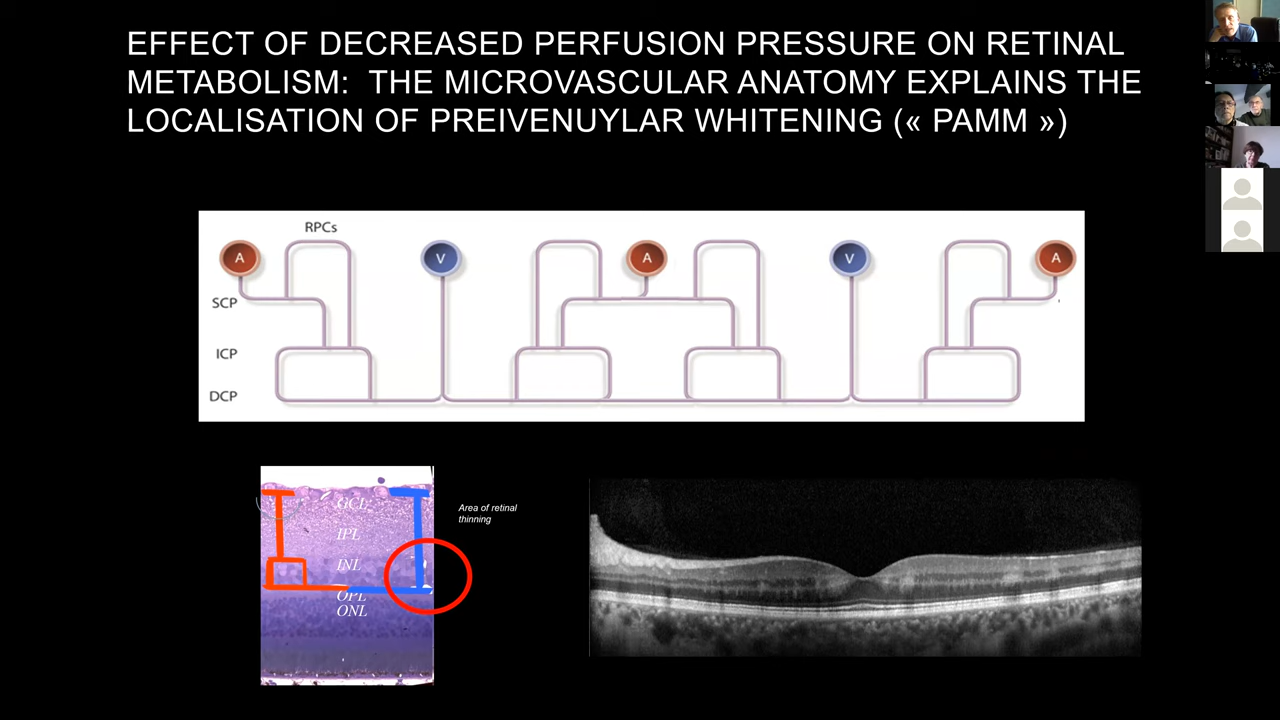 EFFECT OF DECREASED PERFUSION PRESSURE ON RETINAL
METABOLISM: THE MICROVASCULAR ANATOMY EXPLAINS THE
LOCALISATION OF PREIVENUYLAR WHITENING (« PAMM »)
RPCs
A
V
A
V
A
SCP
ICP
DCP
GCL
IPL
INL
OPL
ONL
Area of retinal
thinning